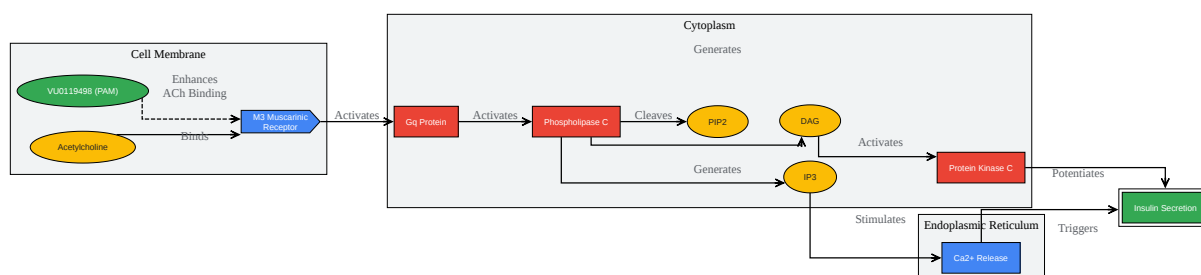 Cytoplasm
Cell Membrane
Generates
Enhances
ACh Binding
VU0119498 (PAM)
M3 Muscarinic
Receptor
Activates
Gq Protein
Activates
Phospholipase C
Cleaves
PIP2
DAG
Binds
Acetylcholine
Activates
Generates
IP3
Protein Kinase C
Potentiates
Insulin Secretion
Stimulates
Endoplasmic Reticulum
Triggers
Ca2+ Release